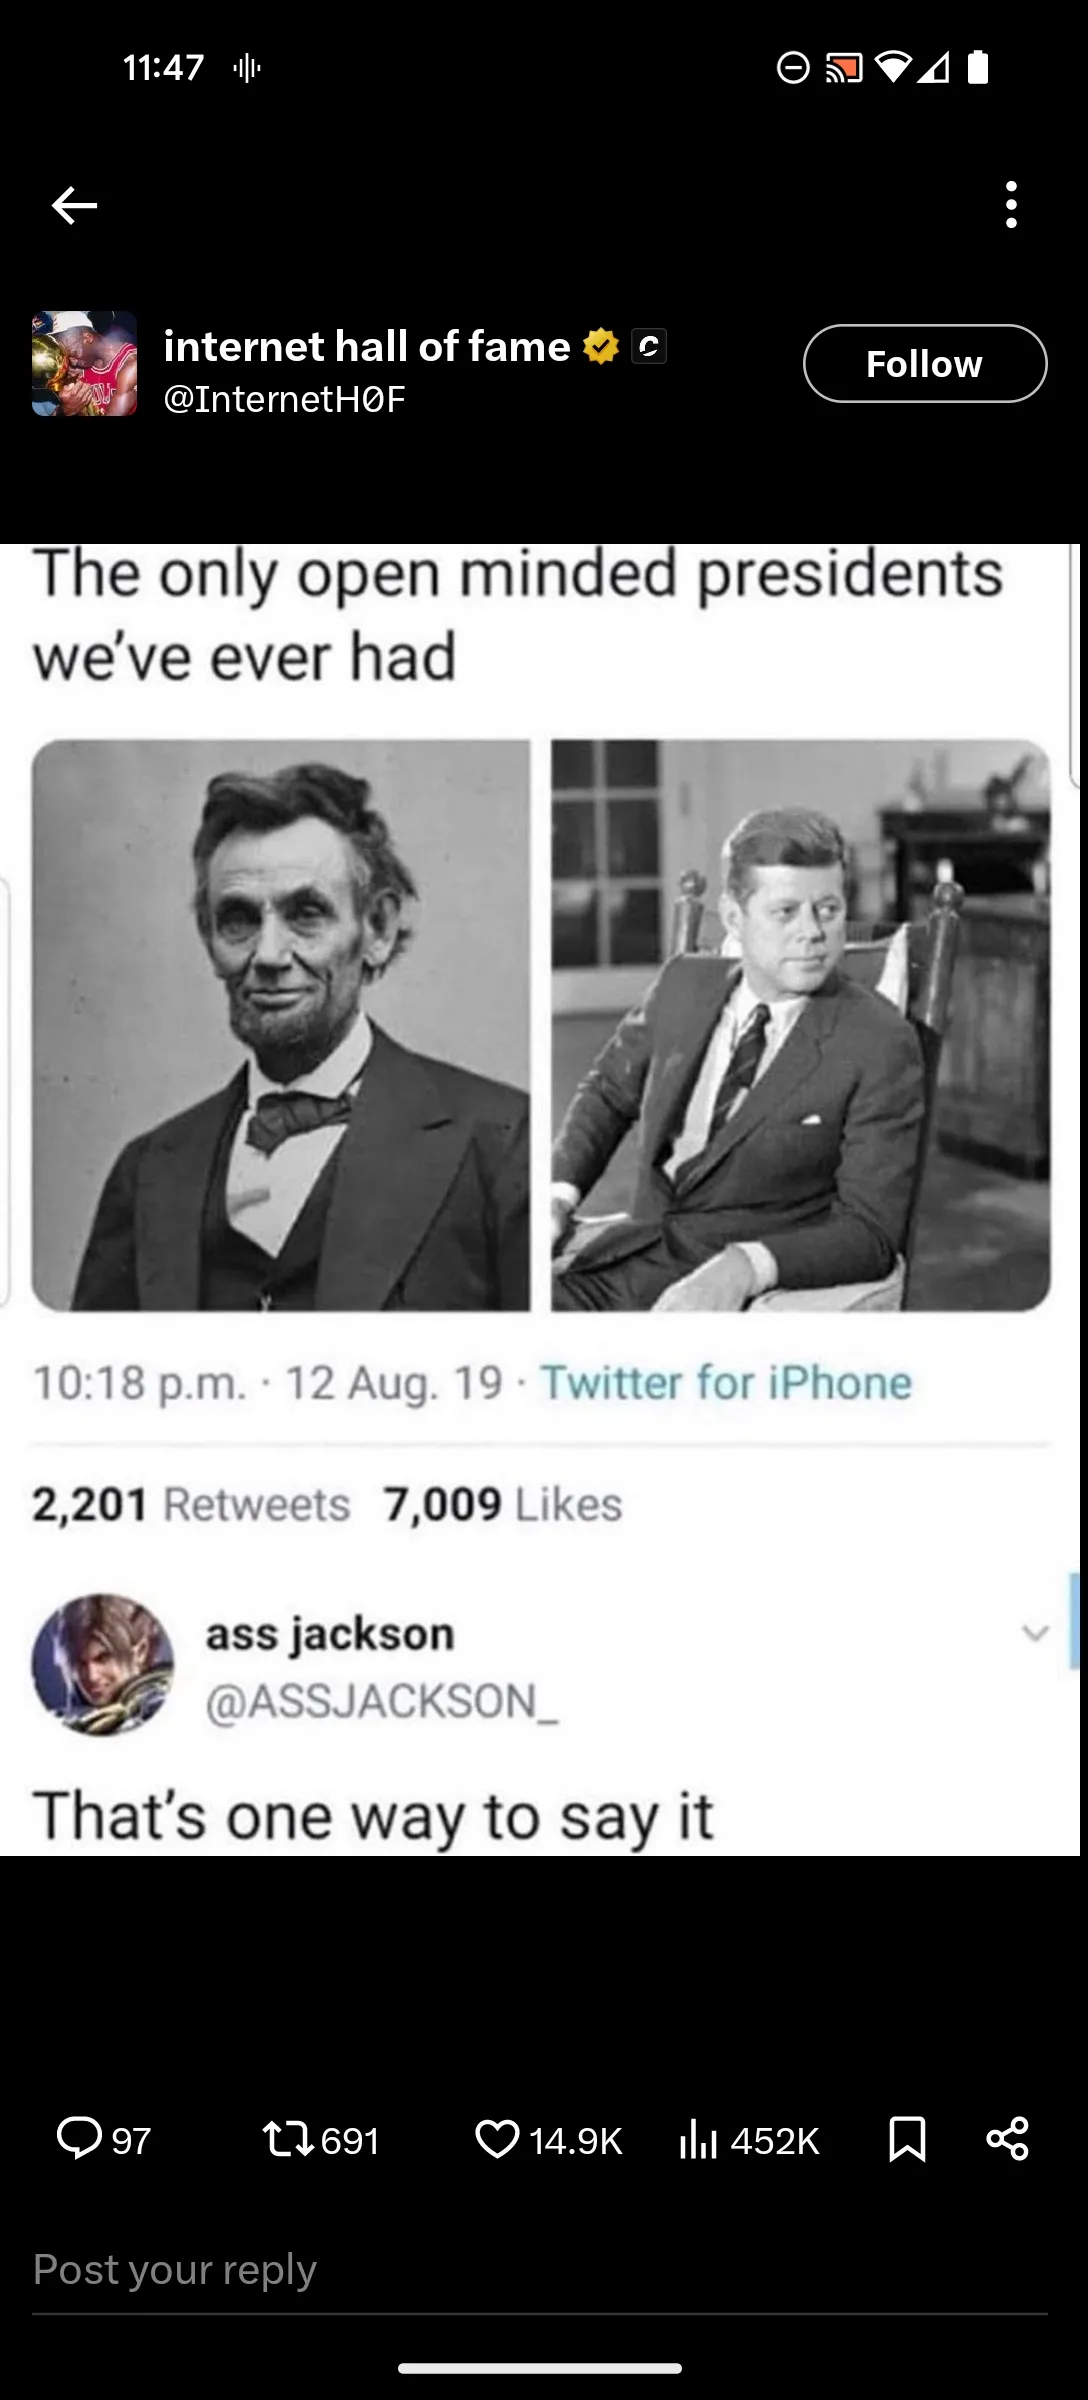 11:47
internet hall of fame
@InternetH0F
Follow
The only open minded presidents
we've ever had
10:18 p.m. · 12 Aug. 19 · Twitter for iPhone
2,201 Retweets 7,009 Likes
ass jackson
@ASSJACKSON_
That's one way to say it
97 691 14.9K 452K
Post your reply